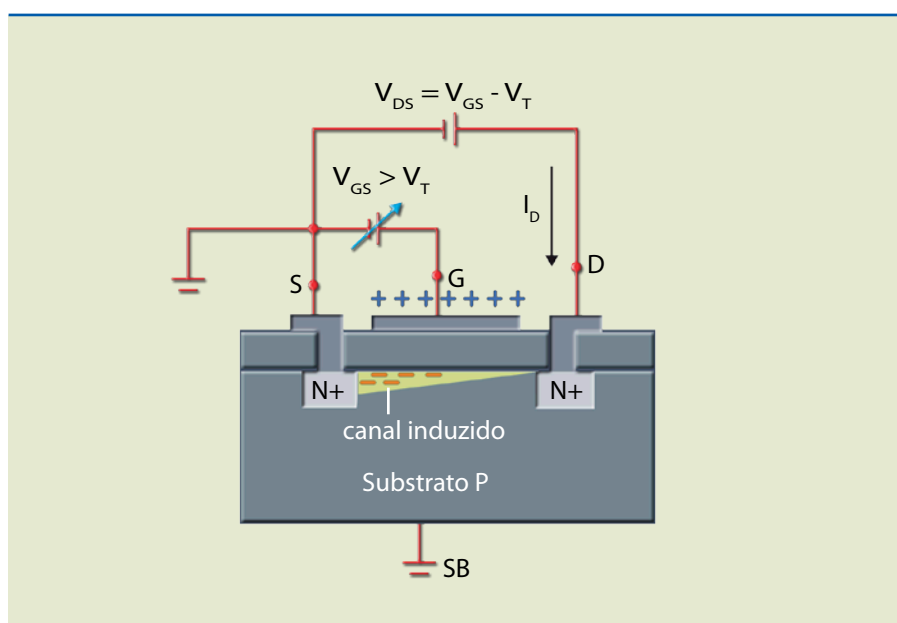 V_DS = V_GS - V_T
V_GS > V_T
I_D
S
G
D
+ + + + + + +
N+
N+
canal induzido
Substrato P
SB